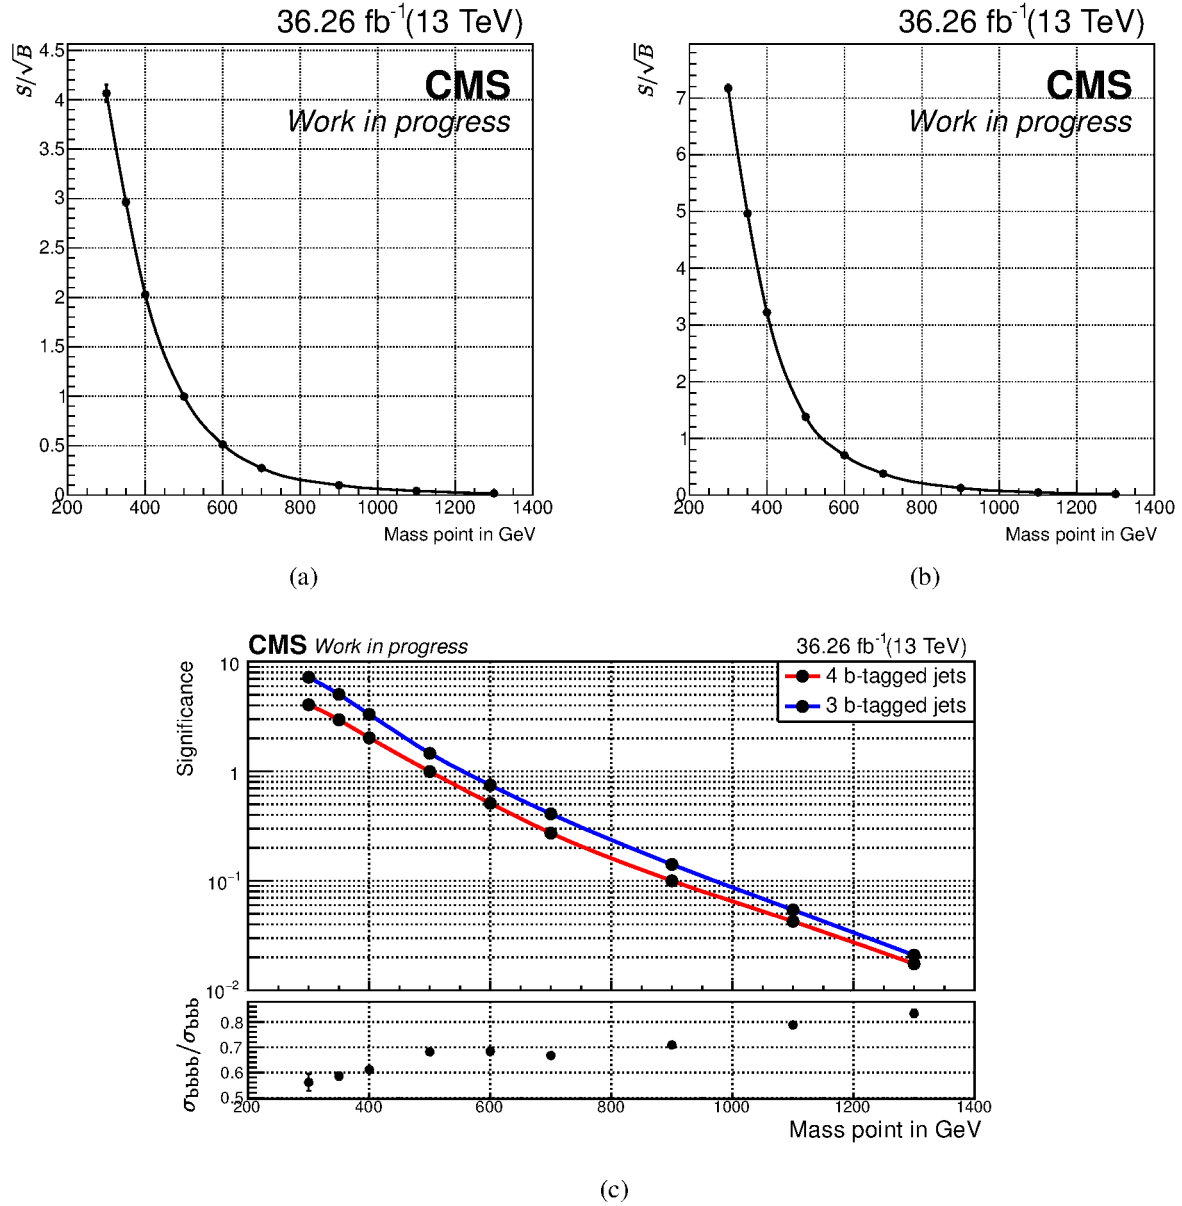 36.26 fb⁻¹(13 TeV)
S/√B
CMS
Work in progress
4.5
4
3.5
3
2.5
2
1.5
1
0.5
0
200 400 600 800 1000 1200 1400
Mass point in GeV
(a)
36.26 fb⁻¹(13 TeV)
S/√B
CMS
Work in progress
7
6
5
4
3
2
1
0
200 400 600 800 1000 1200 1400
Mass point in GeV
(b)
CMS Work in progress 36.26 fb⁻¹(13 TeV)
Significance
4 b-tagged jets
3 b-tagged jets
10
1
10⁻¹
10⁻²
σbbbb/σbbb
0.8
0.7
0.6
0.5
200 400 600 800 1000 1200 1400
Mass point in GeV
(c)